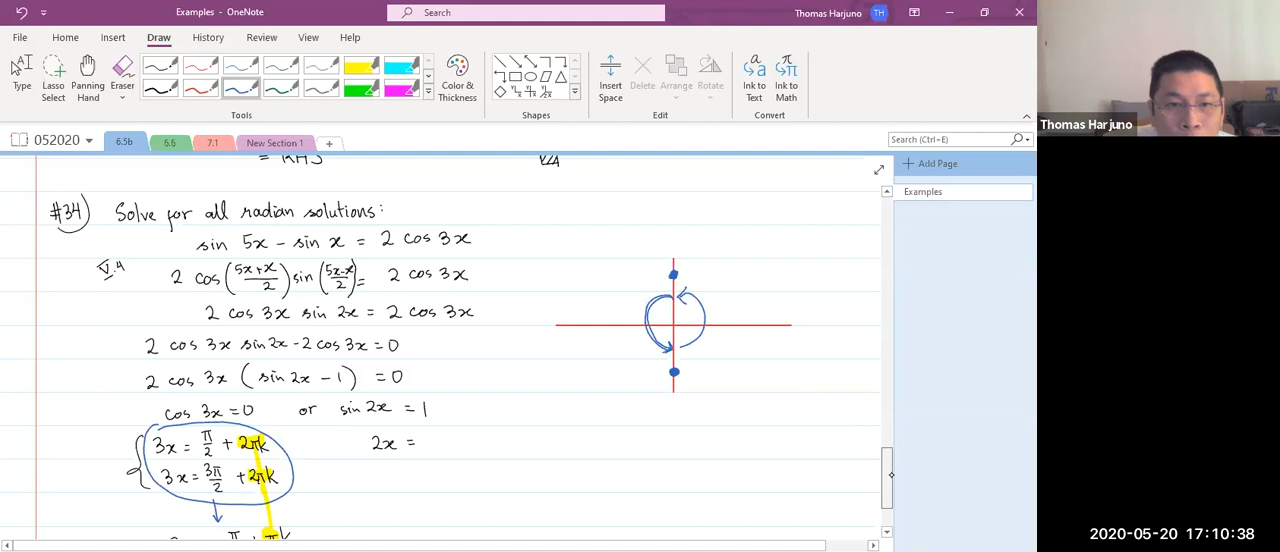 Examples - OneNote
Search
Thomas Harjuno TH
File Home Insert Draw History Review View Help
Type Lasso Select Panning Hand Eraser
Color & Thickness
Insert Space Delete Arrange Rotate
Ink to Text Ink to Math
Tools Shapes Edit Convert
Thomas Harjuno
052020 6.5b 6.6 7.1 New Section 1 +
Search (Ctrl+E)
Add Page
Examples
= RHS
#34) Solve for all radian solutions:
sin 5x - sin x = 2 cos 3x
V.4 2 cos((5x+x)/2) sin((5x-x)/2) = 2 cos 3x
2 cos 3x sin 2x = 2 cos 3x
2 cos 3x sin 2x - 2 cos 3x = 0
2 cos 3x (sin 2x - 1) = 0
cos 3x = 0 or sin 2x = 1
3x = π/2 + 2πk 2x =
3x = 3π/2 + 2πk
2020-05-20 17:10:38